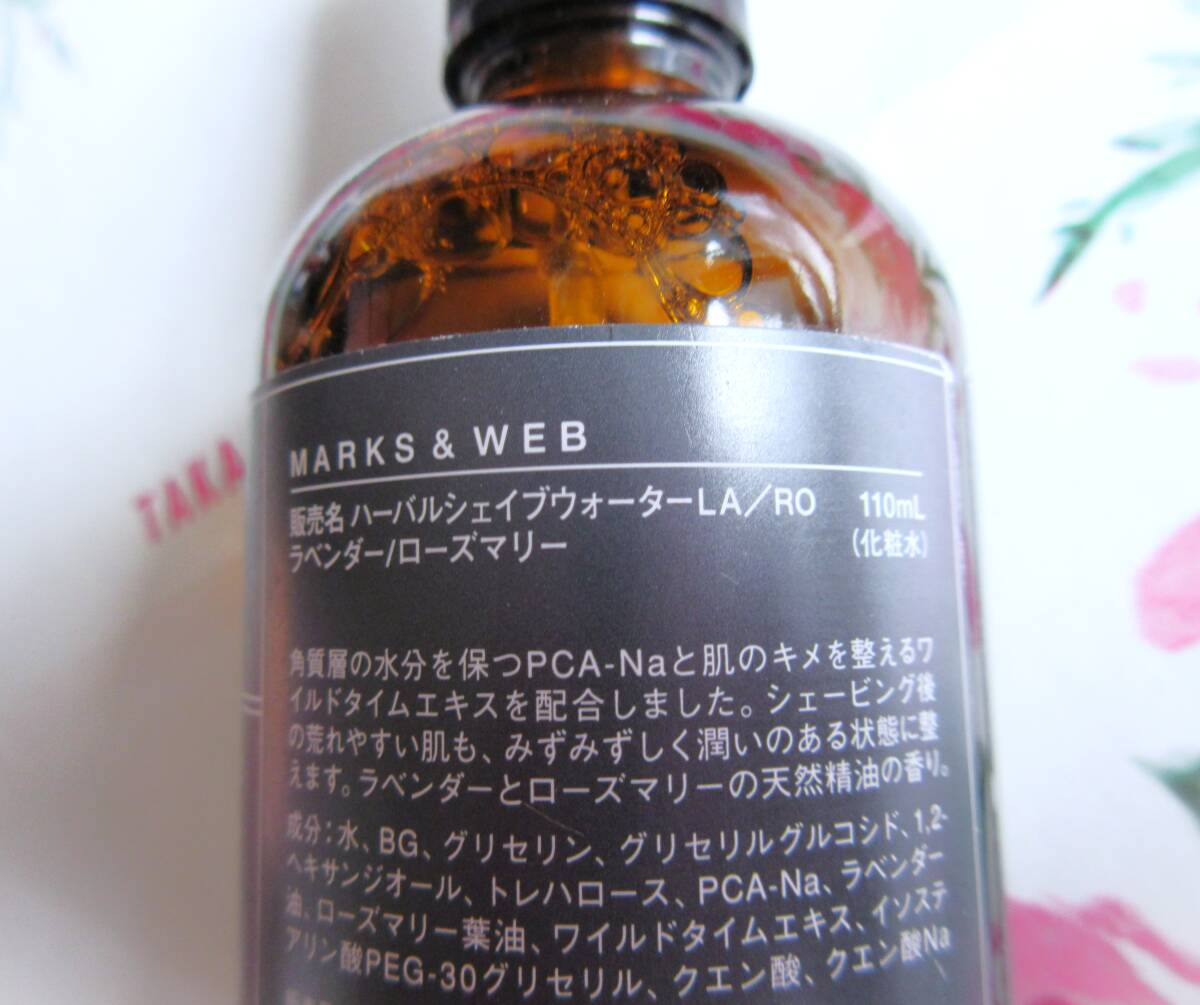 MARKS & WEB
販売名 ハーバルシェイブウォーターLA/RO 110mL
ラベンダー/ローズマリー (化粧水)
角質層の水分を保つPCA-Naと肌のキメを整えるワ
イルドタイムエキスを配合しました。シェービング後
の荒れやすい肌も、みずみずしく潤いのある状態に整
えます。ラベンダーとローズマリーの天然精油の香り。
成分:水、BG、グリセリン、グリセリルグルコシド、1,2-
ヘキサンジオール、トレハロース、PCA-Na、ラベンダー
油、ローズマリー葉油、ワイルドタイムエキス、イソステ
アリン酸PEG-30グリセリル、クエン酸、クエン酸Na
TAKA